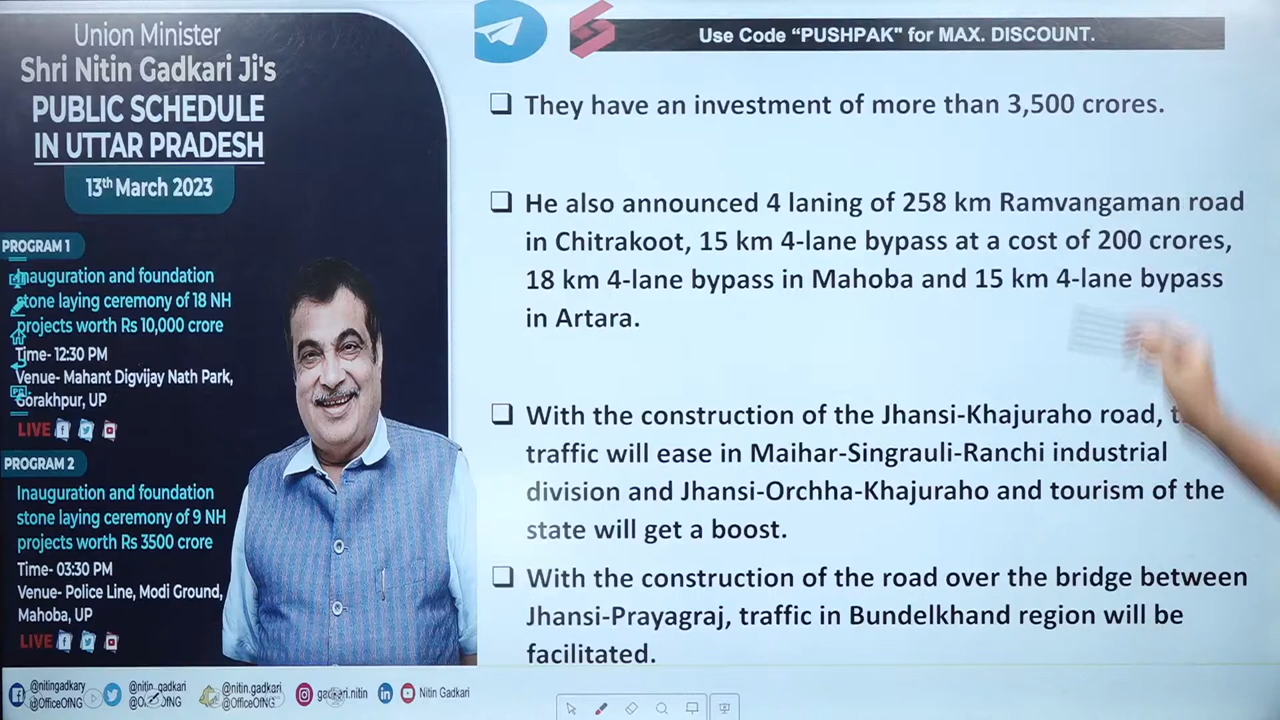 Union Minister
Shri Nitin Gadkari Ji's
PUBLIC SCHEDULE
IN UTTAR PRADESH
13th March 2023
PROGRAM 1
Inauguration and foundation
stone laying ceremony of 18 NH
projects worth Rs 10,000 crore
Time- 12:30 PM
Venue- Mahant Digvijay Nath Park,
Gorakhpur, UP
LIVE
PROGRAM 2
Inauguration and foundation
stone laying ceremony of 9 NH
projects worth Rs 3500 crore
Time- 03:30 PM
Venue- Police Line, Modi Ground,
Mahoba, UP
LIVE
@nitingadkary
@OfficeOfNG
@nitin_gadkari
@nitin.gadkari
@OfficeOfNG
gadkari.nitin
Nitin Gadkari
Use Code “PUSHPAK" for MAX. DISCOUNT.
They have an investment of more than 3,500 crores.
He also announced 4 laning of 258 km Ramvangaman road
in Chitrakoot, 15 km 4-lane bypass at a cost of 200 crores,
18 km 4-lane bypass in Mahoba and 15 km 4-lane bypass
in Artara.
With the construction of the Jhansi-Khajuraho road,
traffic will ease in Maihar-Singrauli-Ranchi industrial
division and Jhansi-Orchha-Khajuraho and tourism of the
state will get a boost.
With the construction of the road over the bridge between
Jhansi-Prayagraj, traffic in Bundelkhand region will be
facilitated.